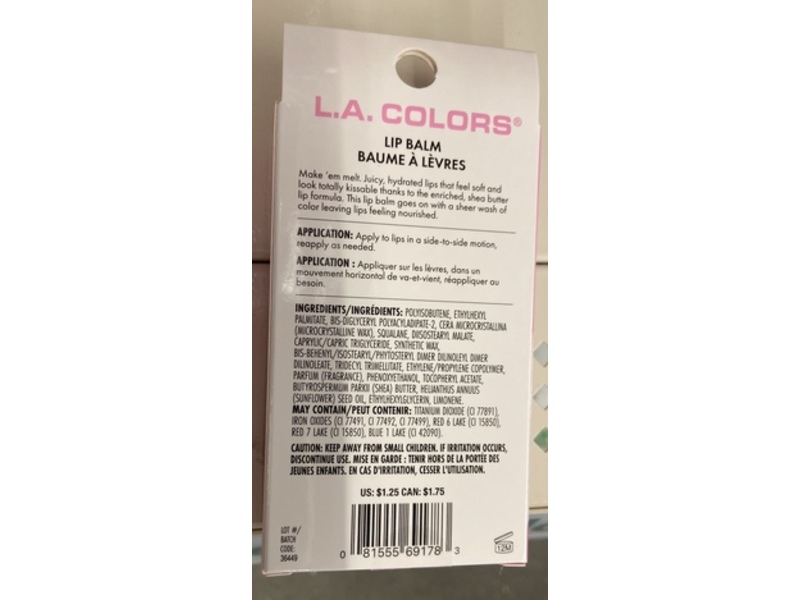 L.A. COLORS®
LIP BALM
BAUME À LÈVRES
Make 'em melt. Juicy, hydrated lips that feel soft and
look totally kissable thanks to the enriched, shea butter
lip formula. This lip balm goes on with a sheer wash of
color leaving lips feeling nourished.
APPLICATION: Apply to lips in a side-to-side motion,
reapply as needed.
APPLICATION : Appliquer sur les lèvres, dans un
mouvement horizontal de va-et-vient, réappliquer au
besoin.
INGREDIENTS/INGRÉDIENTS: POLYISOBUTENE, ETHYLHEXYL
PALMITATE, BIS-DIGLYCERYL POLYACYLADIPATE-2, CERA MICROCRISTALLINA
(MICROCRYSTALLINE WAX), SQUALANE, DIISOSTEARYL MALATE,
CAPRYLIC/CAPRIC TRIGLYCERIDE, SYNTHETIC WAX,
BIS-BEHENYL/ISOSTEARYL/PHYTOSTERYL DIMER DILINOLEYL DIMER
DILINOLEATE, TRIDECYL TRIMELLITATE, ETHYLENE/PROPYLENE COPOLYMER,
PARFUM (FRAGRANCE), PHENOXYETHANOL, TOCOPHERYL ACETATE,
BUTYROSPERMUM PARKII (SHEA) BUTTER, HELIANTHUS ANNUUS
(SUNFLOWER) SEED OIL, ETHYLHEXYLGLYCERIN, LIMONENE.
MAY CONTAIN/PEUT CONTENIR: TITANIUM DIOXIDE (CI 77891),
IRON OXIDES (CI 77491, CI 77492, CI 77499), RED 6 LAKE (CI 15850),
RED 7 LAKE (CI 15850), BLUE 1 LAKE (CI 42090).
CAUTION: KEEP AWAY FROM SMALL CHILDREN. IF IRRITATION OCCURS,
DISCONTINUE USE. MISE EN GARDE : TENIR HORS DE LA PORTÉE DES
JEUNES ENFANTS. EN CAS D'IRRITATION, CESSER L'UTILISATION.
US: $1.25 CAN: $1.75
LOT #/
BATCH
CODE:
36449
0 81555 69178 3
12M